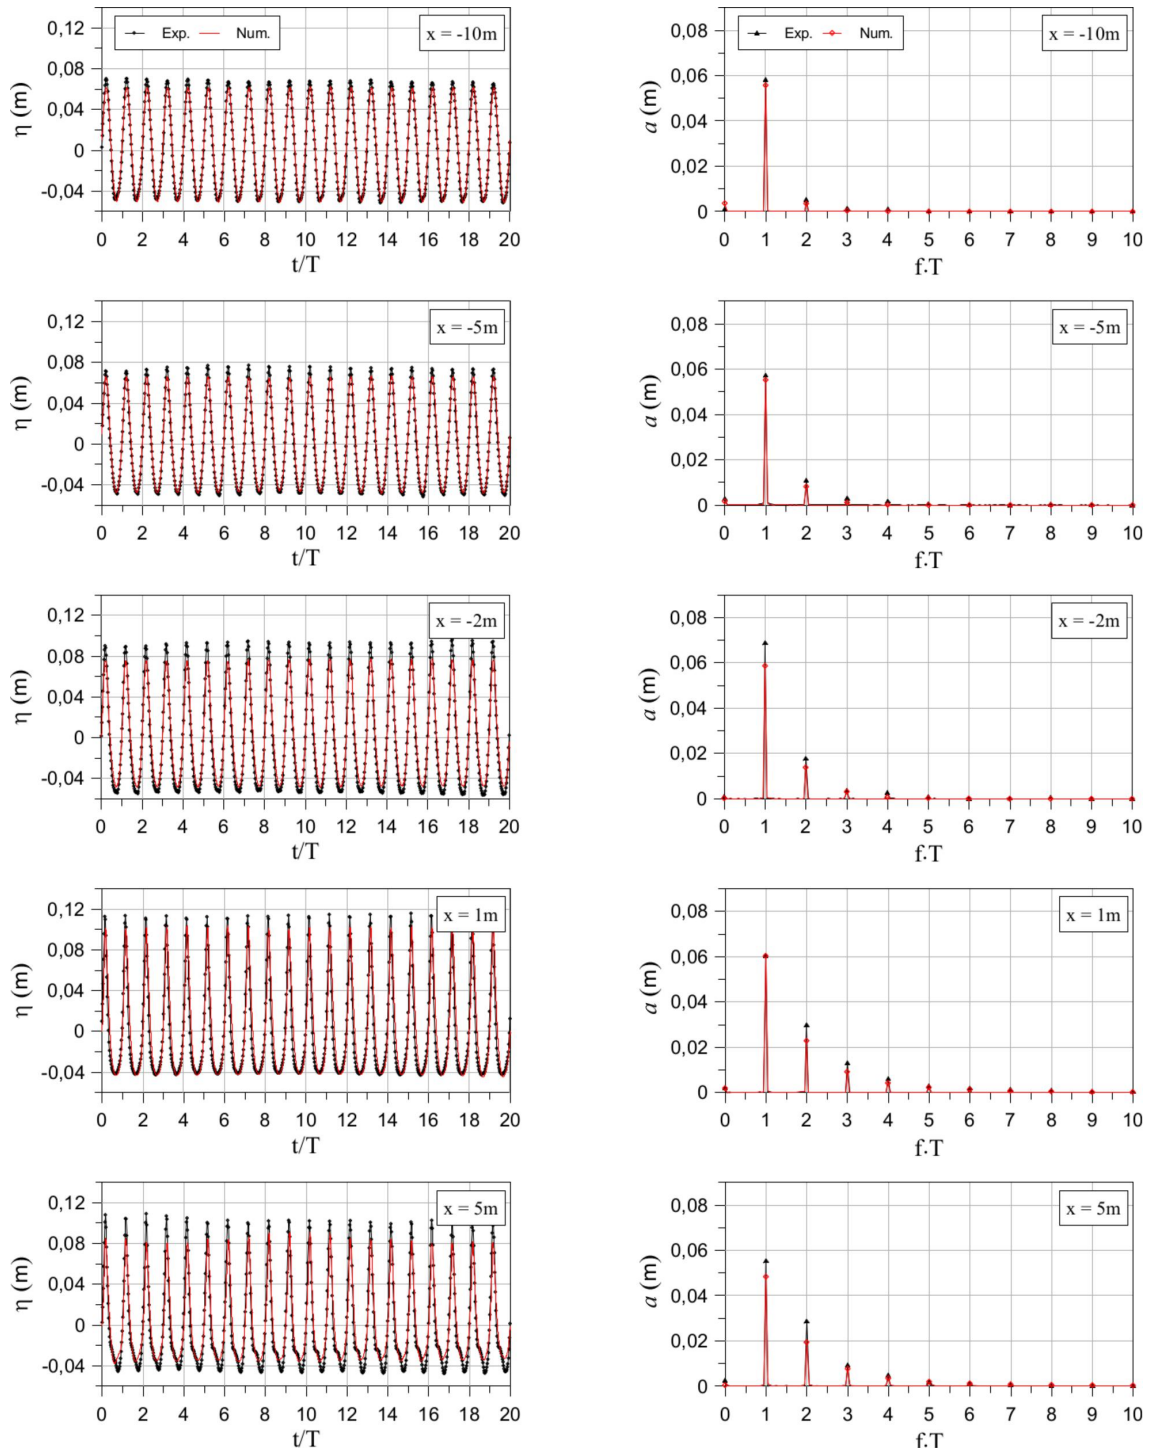 0,12
0,08
0,04
0
-0,04
η (m)
Exp. Num.
x = -10m
0 2 4 6 8 10 12 14 16 18 20
t/T
0,08
0,06
0,04
0,02
0
a (m)
Exp. Num.
x = -10m
0 1 2 3 4 5 6 7 8 9 10
f.T
0,12
0,08
0,04
0
-0,04
η (m)
x = -5m
0 2 4 6 8 10 12 14 16 18 20
t/T
0,08
0,06
0,04
0,02
0
a (m)
x = -5m
0 1 2 3 4 5 6 7 8 9 10
f.T
0,12
0,08
0,04
0
-0,04
η (m)
x = -2m
0 2 4 6 8 10 12 14 16 18 20
t/T
0,08
0,06
0,04
0,02
0
a (m)
x = -2m
0 1 2 3 4 5 6 7 8 9 10
f.T
0,12
0,08
0,04
0
-0,04
η (m)
x = 1m
0 2 4 6 8 10 12 14 16 18 20
t/T
0,08
0,06
0,04
0,02
0
a (m)
x = 1m
0 1 2 3 4 5 6 7 8 9 10
f.T
0,12
0,08
0,04
0
-0,04
η (m)
x = 5m
0 2 4 6 8 10 12 14 16 18 20
t/T
0,08
0,06
0,04
0,02
0
a (m)
x = 5m
0 1 2 3 4 5 6 7 8 9 10
f.T